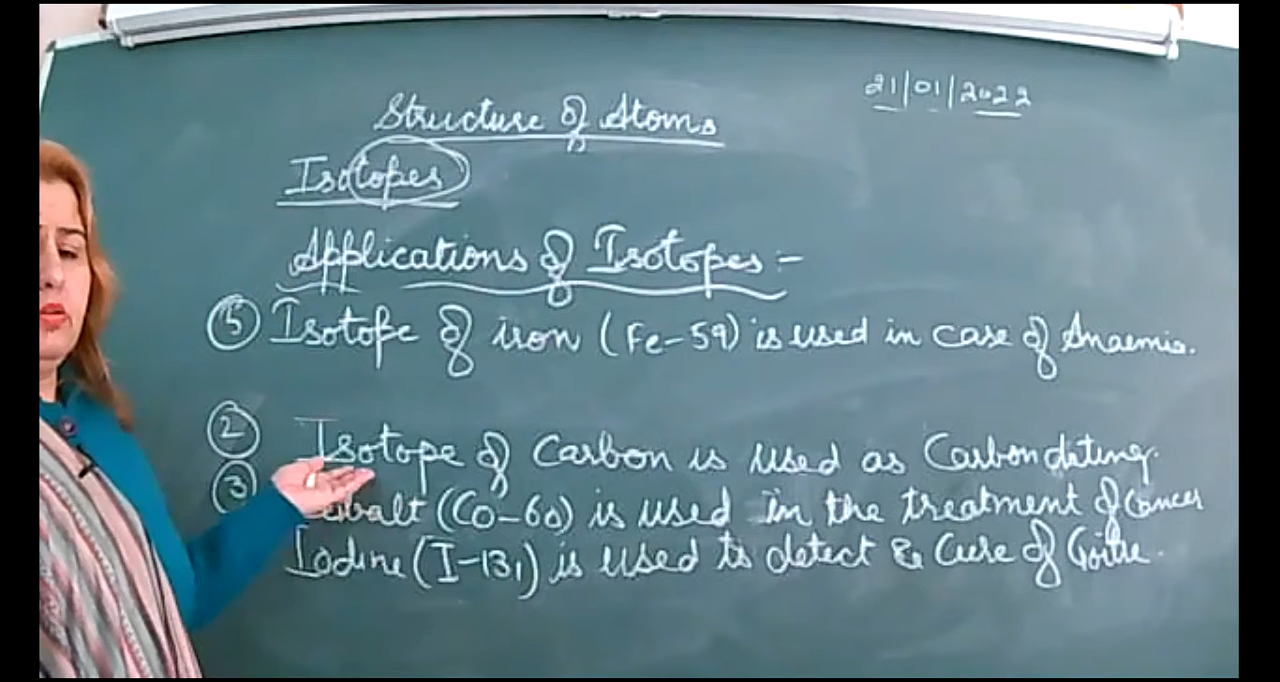 21/01/2022
Structure of Atoms
Isotopes
Applications of Isotopes :-
(5) Isotope of iron (Fe-59) is used in case of Anaemia.
(2) Isotope of Carbon is used as Carbon dating.
(3) Cobalt (Co-60) is used in the treatment of Cancer
Iodine (I-131) is used to detect & Cure of Goitre.